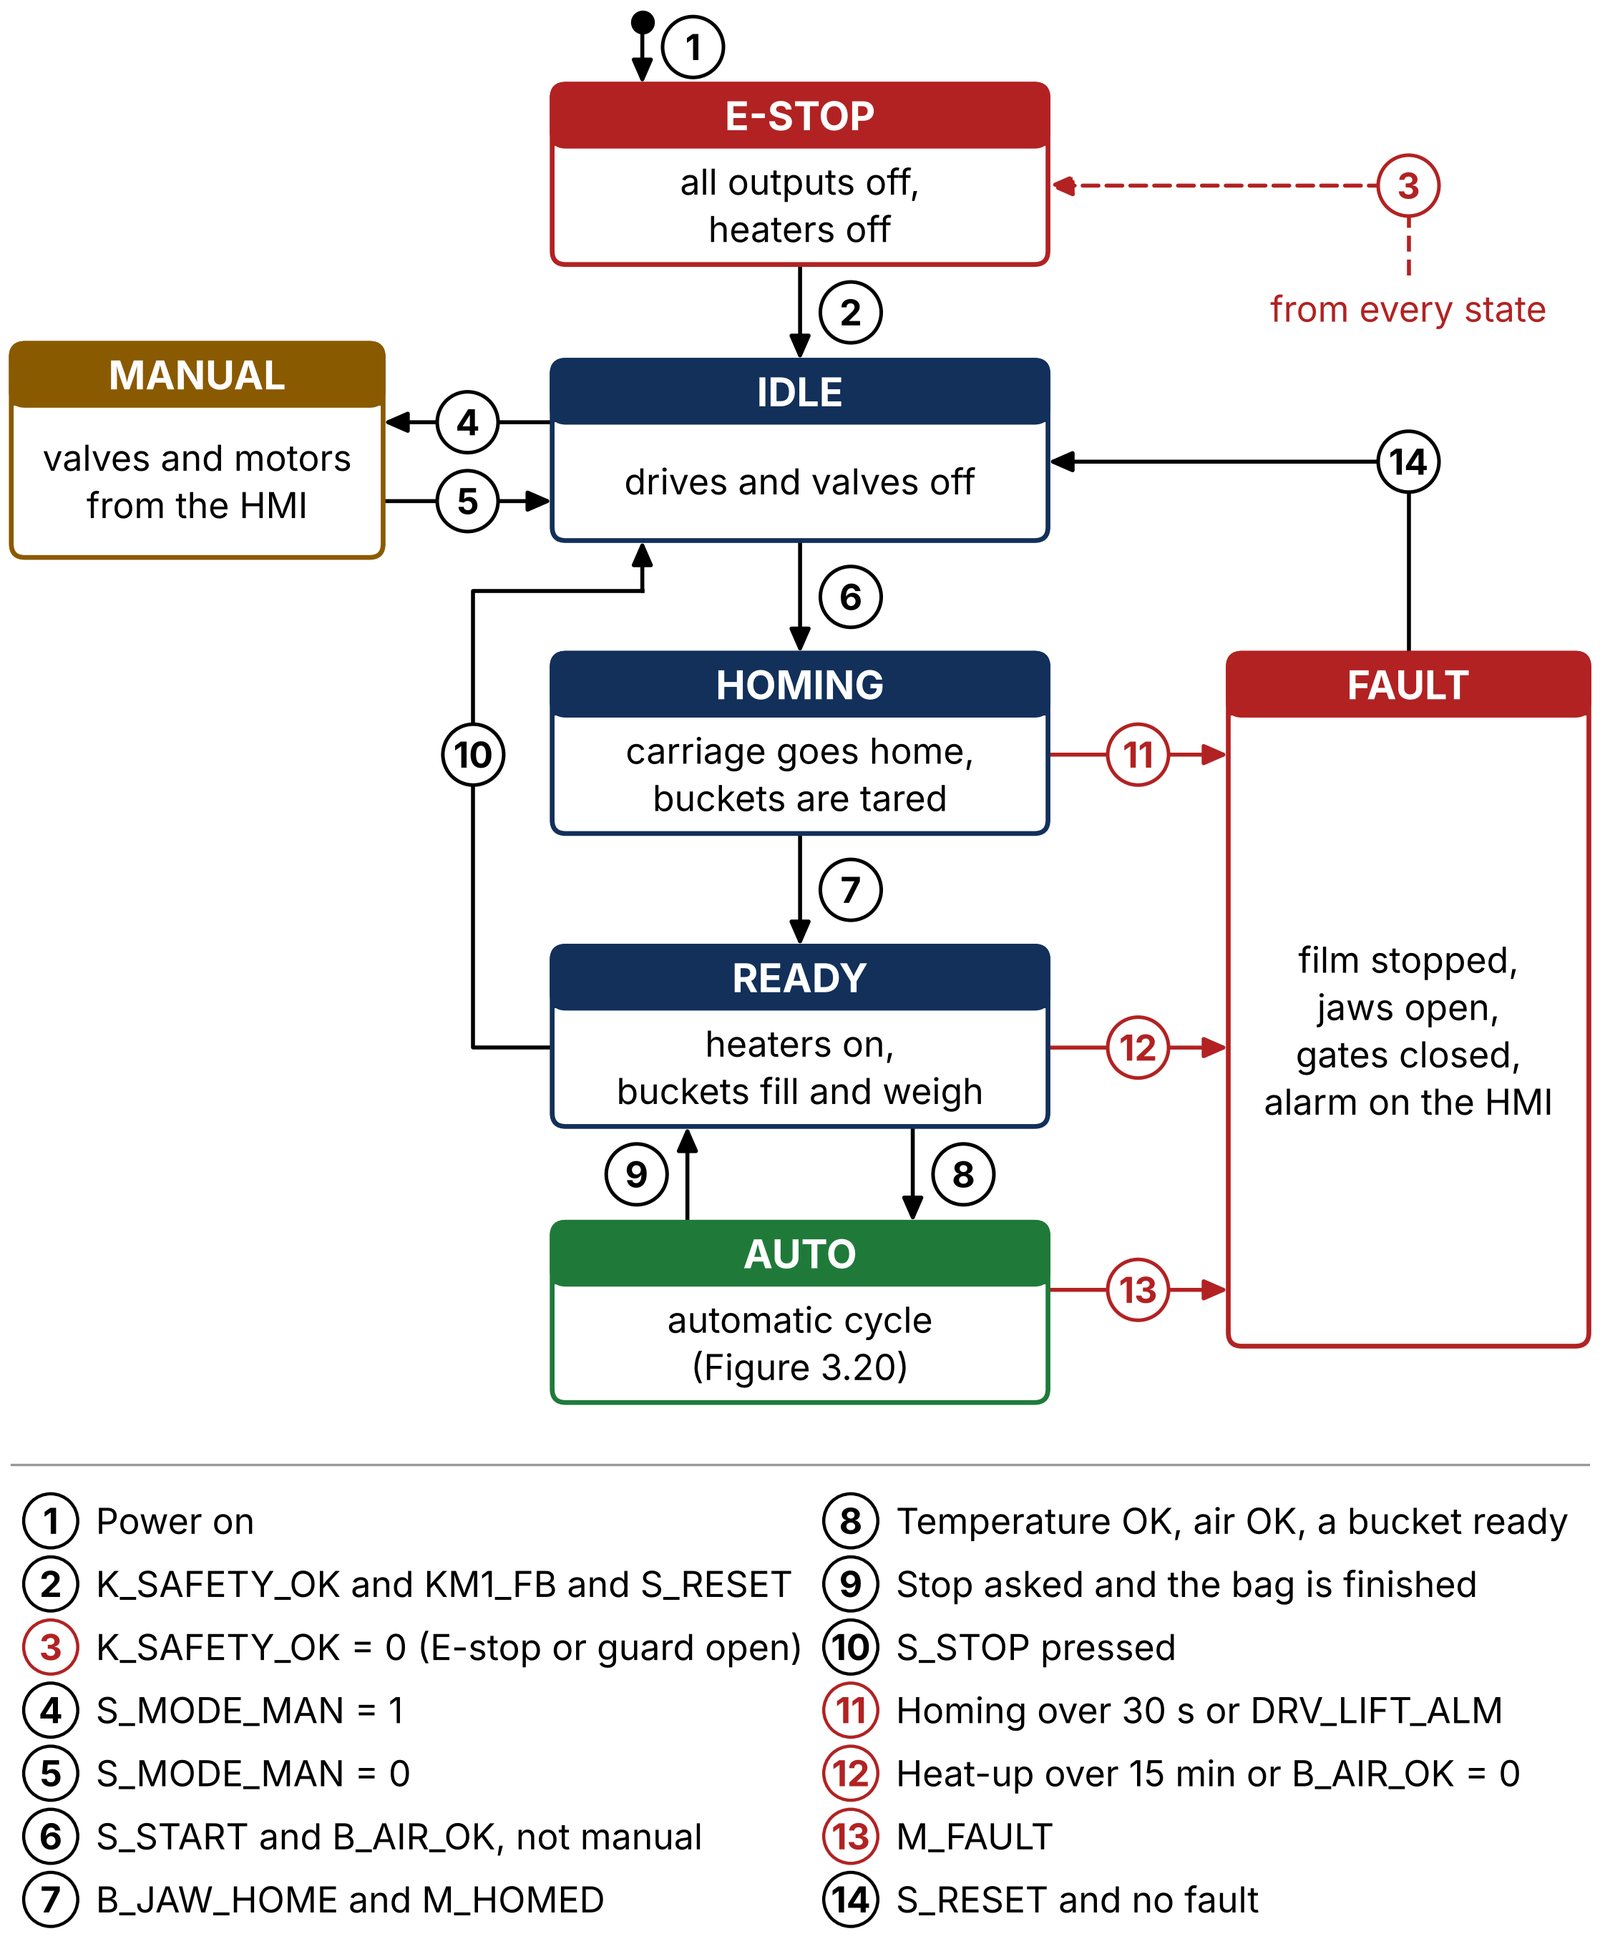 1
E-STOP
all outputs off,
heaters off
3
from every state
2
MANUAL
valves and motors
from the HMI
4
5
IDLE
drives and valves off
14
6
HOMING
carriage goes home,
buckets are tared
10
11
FAULT
film stopped,
jaws open,
gates closed,
alarm on the HMI
7
READY
heaters on,
buckets fill and weigh
12
9
8
AUTO
automatic cycle
(Figure 3.20)
13
1 Power on
2 K_SAFETY_OK and KM1_FB and S_RESET
3 K_SAFETY_OK = 0 (E-stop or guard open)
4 S_MODE_MAN = 1
5 S_MODE_MAN = 0
6 S_START and B_AIR_OK, not manual
7 B_JAW_HOME and M_HOMED
8 Temperature OK, air OK, a bucket ready
9 Stop asked and the bag is finished
10 S_STOP pressed
11 Homing over 30 s or DRV_LIFT_ALM
12 Heat-up over 15 min or B_AIR_OK = 0
13 M_FAULT
14 S_RESET and no fault